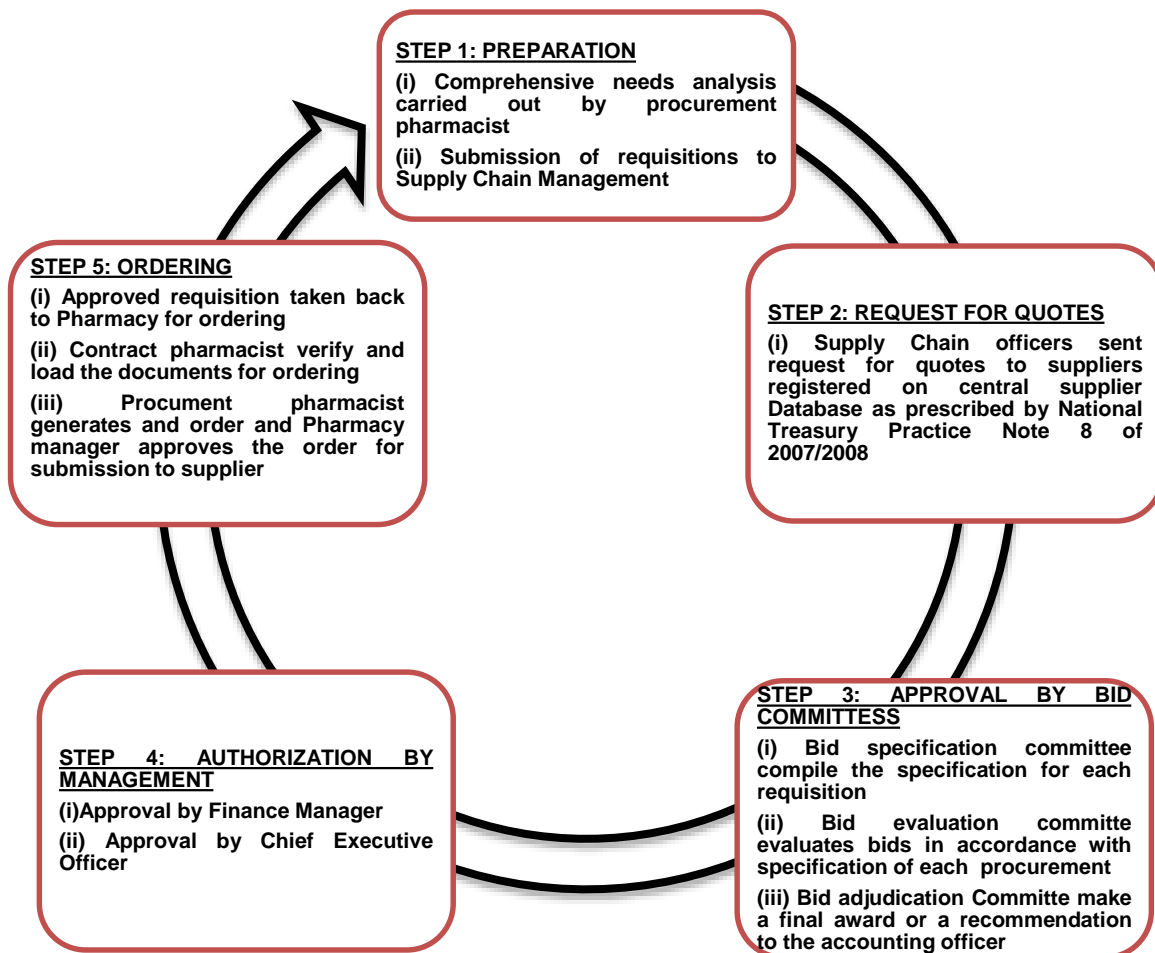 STEP 1: PREPARATION
(i) Comprehensive needs analysis
carried out by procurement
pharmacist
(ii) Submission of requisitions to
Supply Chain Management
STEP 2: REQUEST FOR QUOTES
(i) Supply Chain officers sent
request for quotes to suppliers
registered on central supplier
Database as prescribed by National
Treasury Practice Note 8 of
2007/2008
STEP 3: APPROVAL BY BID
COMMITTESS
(i) Bid specification committee
compile the specification for each
requisition
(ii) Bid evaluation committe
evaluates bids in accordance with
specification of each procurement
(iii) Bid adjudication Committe make
a final award or a recommendation
to the accounting officer
STEP 4: AUTHORIZATION BY
MANAGEMENT
(i)Approval by Finance Manager
(ii) Approval by Chief Executive
Officer
STEP 5: ORDERING
(i) Approved requisition taken back
to Pharmacy for ordering
(ii) Contract pharmacist verify and
load the documents for ordering
(iii) Procument pharmacist
generates and order and Pharmacy
manager approves the order for
submission to supplier